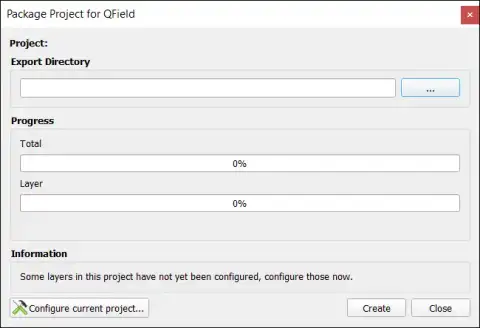 Package Project for QField
Project:
Export Directory
...
Progress
Total
0%
Layer
0%
Information
Some layers in this project have not yet been configured, configure those now.
Configure current project...
Create
Close